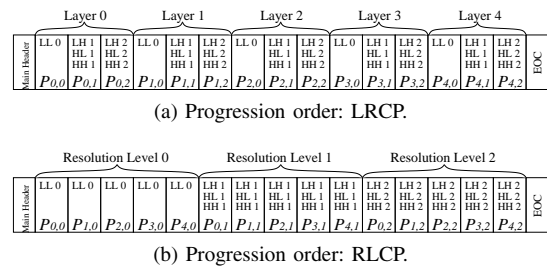 Layer 0 Layer 1 Layer 2 Layer 3 Layer 4
Main Header LL 0 LH 1 LH 2 LL 0 LH 1 LH 2 LL 0 LH 1 LH 2 LL 0 LH 1 LH 2 LL 0 LH 1 LH 2 EOC
HL 1 HL 2 HL 1 HL 2 HL 1 HL 2 HL 1 HL 2 HL 1 HL 2
HH 1 HH 2 HH 1 HH 2 HH 1 HH 2 HH 1 HH 2 HH 1 HH 2
P0,0 P0,1 P0,2 P1,0 P1,1 P1,2 P2,0 P2,1 P2,2 P3,0 P3,1 P3,2 P4,0 P4,1 P4,2
(a) Progression order: LRCP.
Resolution Level 0 Resolution Level 1 Resolution Level 2
Main Header LL 0 LL 0 LL 0 LL 0 LL 0 LH 1 LH 1 LH 1 LH 1 LH 1 LH 2 LH 2 LH 2 LH 2 LH 2 EOC
HL 1 HL 1 HL 1 HL 1 HL 1 HL 2 HL 2 HL 2 HL 2 HL 2
HH 1 HH 1 HH 1 HH 1 HH 1 HH 2 HH 2 HH 2 HH 2 HH 2
P0,0 P1,0 P2,0 P3,0 P4,0 P0,1 P1,1 P2,1 P3,1 P4,1 P0,2 P1,2 P2,2 P3,2 P4,2
(b) Progression order: RLCP.